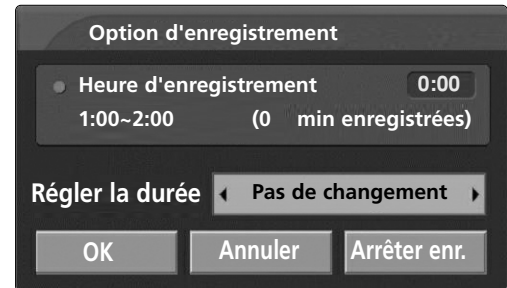 Option d'enregistrement
Heure d'enregistrement 0:00
1:00~2:00 (0 min enregistrées)
Régler la durée Pas de changement
OK Annuler Arrêter enr.